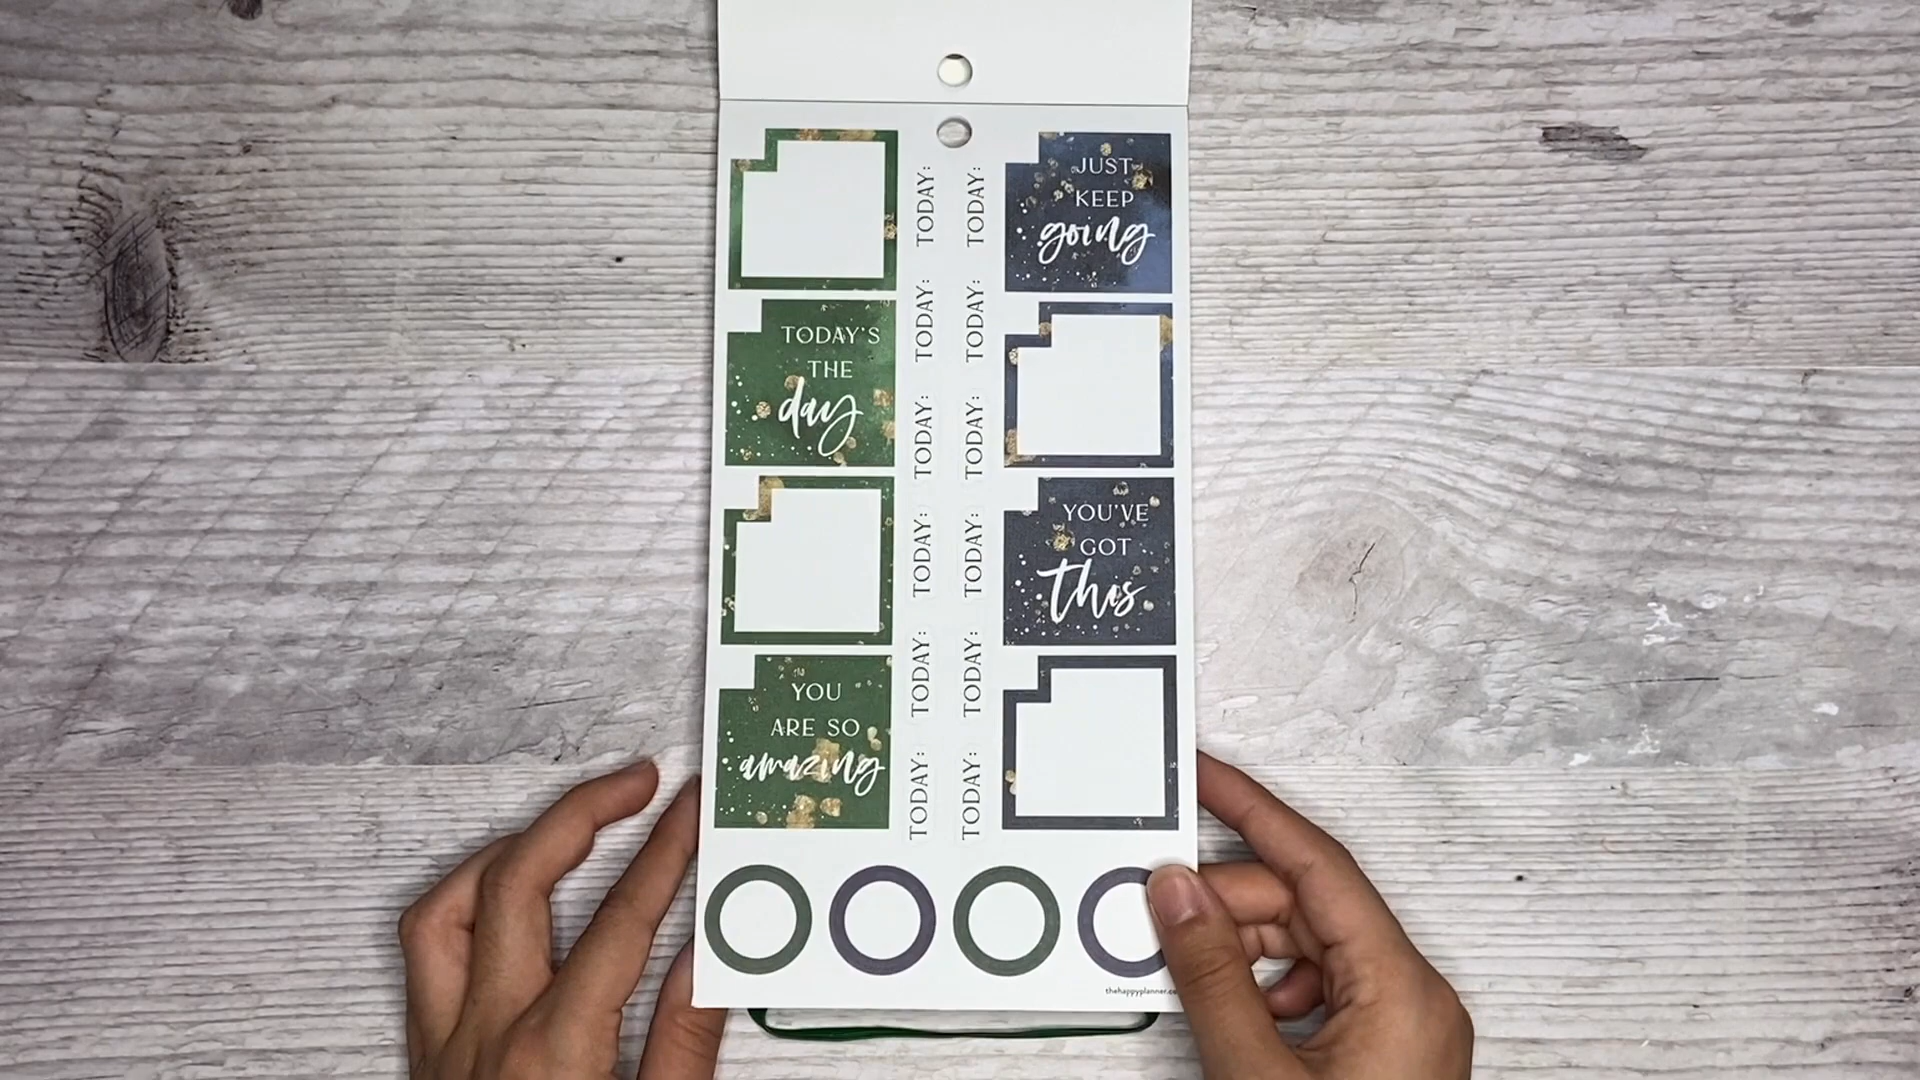 TODAY'S
THE
day
YOU
ARE SO
amazing
TODAY:
TODAY:
TODAY:
TODAY:
TODAY:
TODAY:
TODAY:
TODAY:
TODAY:
TODAY:
TODAY:
TODAY:
JUST
KEEP
going
YOU'VE
GOT
this